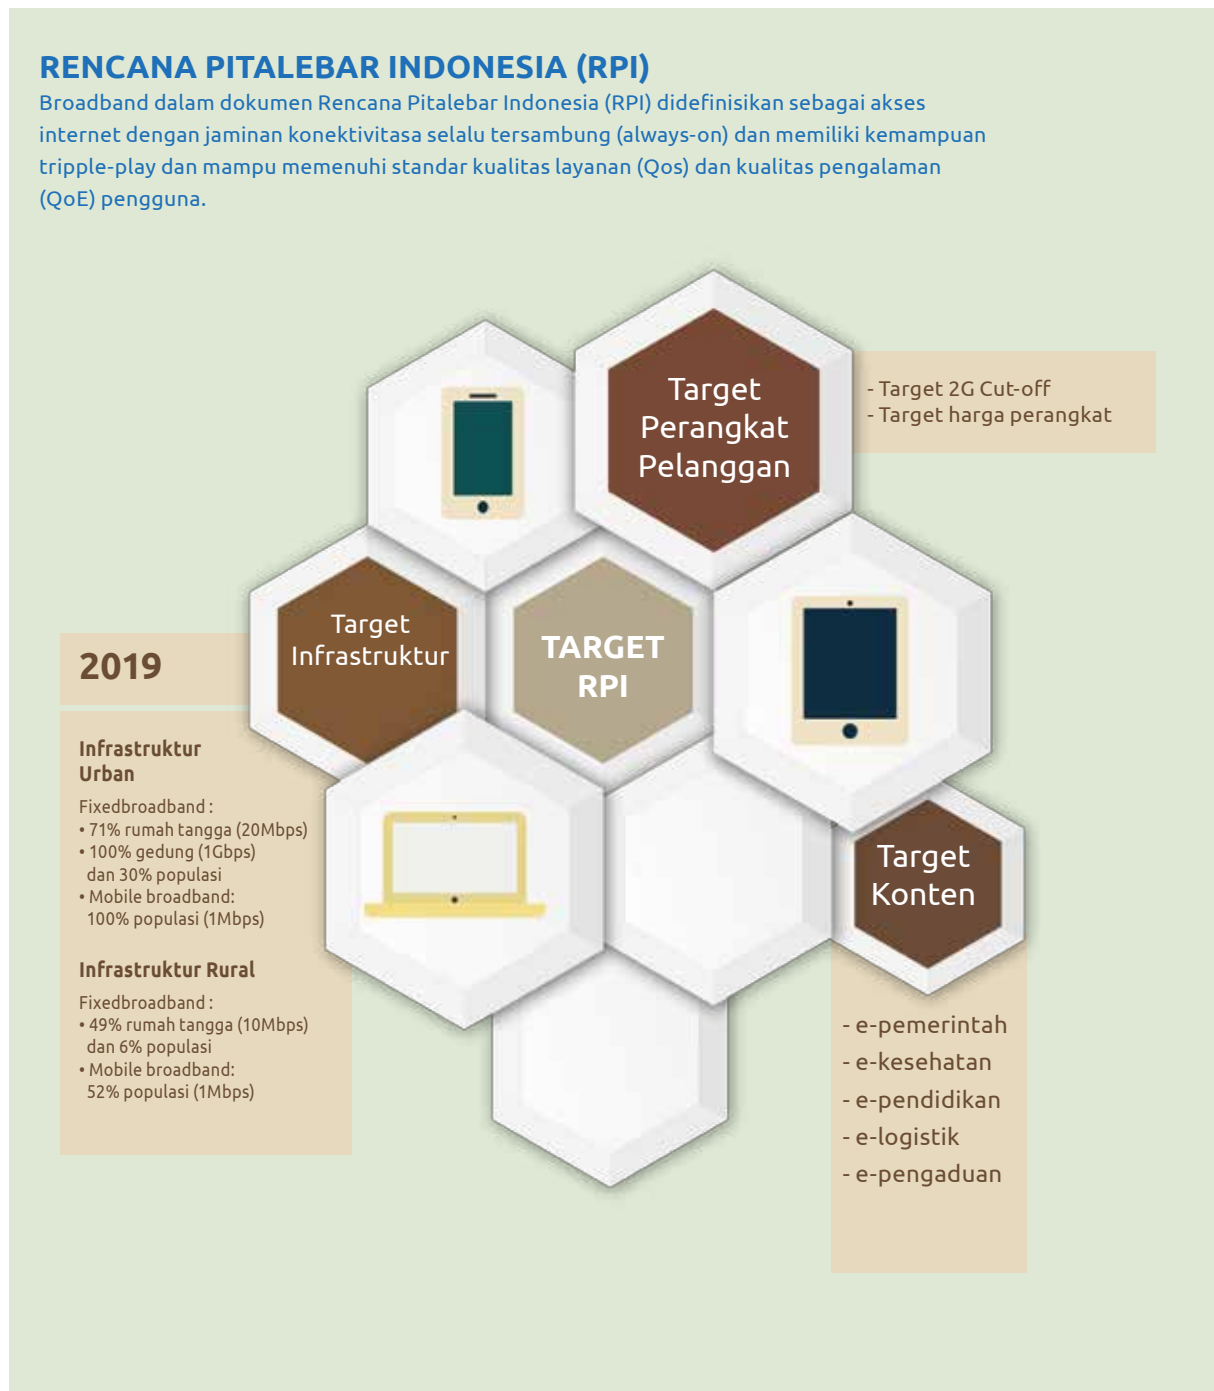 RENCANA PITALEBAR INDONESIA (RPI)
Broadband dalam dokumen Rencana Pitalebar Indonesia (RPI) didefinisikan sebagai akses
internet dengan jaminan konektivitasa selalu tersambung (always-on) dan memiliki kemampuan
tripple-play dan mampu memenuhi standar kualitas layanan (Qos) dan kualitas pengalaman
(QoE) pengguna.
Target
Perangkat
Pelanggan
- Target 2G Cut-off
- Target harga perangkat
Target
Infrastruktur
TARGET
RPI
2019
Infrastruktur
Urban
Fixedbroadband :
• 71% rumah tangga (20Mbps)
• 100% gedung (1Gbps)
dan 30% populasi
• Mobile broadband:
100% populasi (1Mbps)
Infrastruktur Rural
Fixedbroadband :
• 49% rumah tangga (10Mbps)
dan 6% populasi
• Mobile broadband:
52% populasi (1Mbps)
Target
Konten
- e-pemerintah
- e-kesehatan
- e-pendidikan
- e-logistik
- e-pengaduan